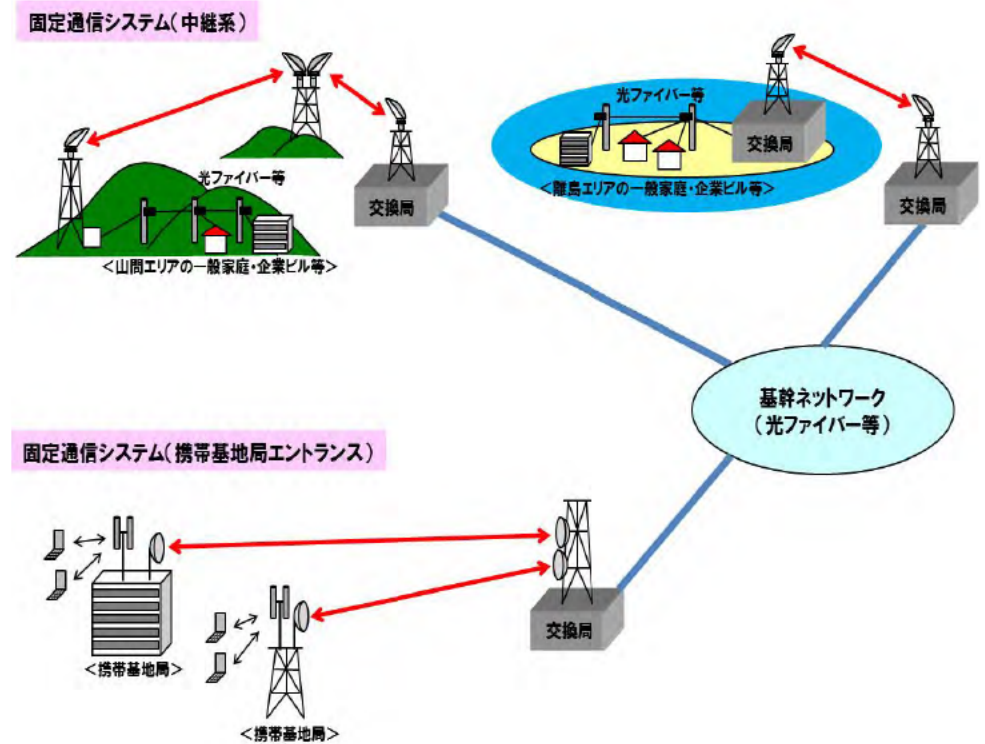 固定通信システム(中継系)
光ファイバー等
交換局
<離島エリアの一般家庭・企業ビル等>
光ファイバー等
交換局
交換局
<山間エリアの一般家庭・企業ビル等>
基幹ネットワーク
(光ファイバー等)
固定通信システム(携帯基地局エントランス)
交換局
<携帯基地局>
<携帯基地局>